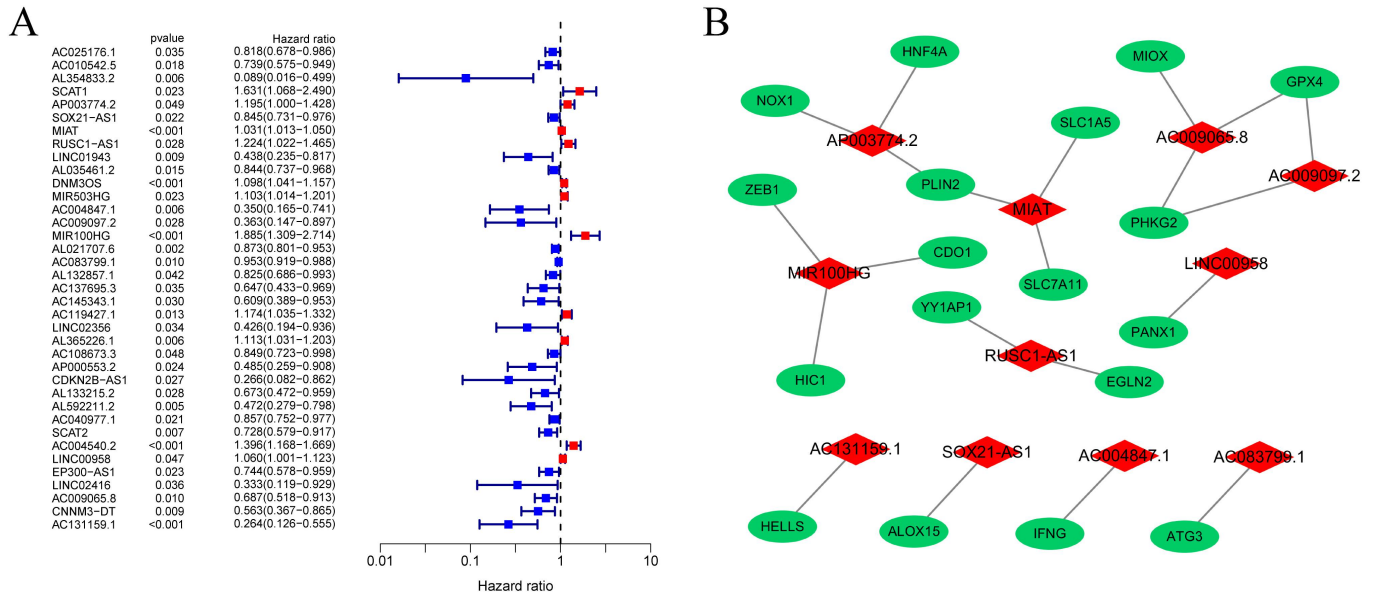 A
pvalue Hazard ratio
AC025176.1 0.035 0.818(0.678−0.986)
AC010542.5 0.018 0.739(0.575−0.949)
AL354833.2 0.006 0.089(0.016−0.499)
SCAT1 0.023 1.631(1.068−2.490)
AP003774.2 0.049 1.195(1.000−1.428)
SOX21−AS1 0.022 0.845(0.731−0.976)
MIAT <0.001 1.031(1.013−1.050)
RUSC1−AS1 0.028 1.224(1.022−1.465)
LINC01943 0.009 0.438(0.235−0.817)
AL035461.2 0.015 0.844(0.737−0.968)
DNM3OS <0.001 1.098(1.041−1.157)
MIR503HG 0.023 1.103(1.014−1.201)
AC004847.1 0.006 0.350(0.165−0.741)
AC009097.2 0.028 0.363(0.147−0.897)
MIR100HG <0.001 1.885(1.309−2.714)
AL021707.6 0.002 0.873(0.801−0.953)
AC083799.1 0.010 0.953(0.919−0.988)
AL132857.1 0.042 0.825(0.686−0.993)
AC137695.3 0.035 0.647(0.433−0.969)
AC145343.1 0.030 0.609(0.389−0.953)
AC119427.1 0.013 1.174(1.035−1.332)
LINC02356 0.034 0.426(0.194−0.936)
AL365226.1 0.006 1.113(1.031−1.203)
AC108673.3 0.048 0.849(0.723−0.998)
AP000553.2 0.024 0.485(0.259−0.908)
CDKN2B−AS1 0.027 0.266(0.082−0.862)
AL133215.2 0.028 0.673(0.472−0.959)
AL592211.2 0.005 0.472(0.279−0.798)
AC040977.1 0.021 0.857(0.752−0.977)
SCAT2 0.007 0.728(0.579−0.917)
AC004540.2 <0.001 1.396(1.168−1.669)
LINC00958 0.047 1.060(1.001−1.123)
EP300−AS1 0.023 0.744(0.578−0.959)
LINC02416 0.036 0.333(0.119−0.929)
AC009065.8 0.010 0.687(0.518−0.913)
CNNM3−DT 0.009 0.563(0.367−0.865)
AC131159.1 <0.001 0.264(0.126−0.555)
0.01 0.1 1 10
Hazard ratio
B
HNF4A
MIOX
GPX4
NOX1
SLC1A5
AP003774.2
AC009065.8
AC009097.2
ZEB1
PLIN2
MIAT
PHKG2
CDO1
LINC00958
MIR100HG
SLC7A11
YY1AP1
PANX1
RUSC1-AS1
HIC1
EGLN2
AC131159.1
SOX21-AS1
AC004847.1
AC083799.1
HELLS
ALOX15
IFNG
ATG3